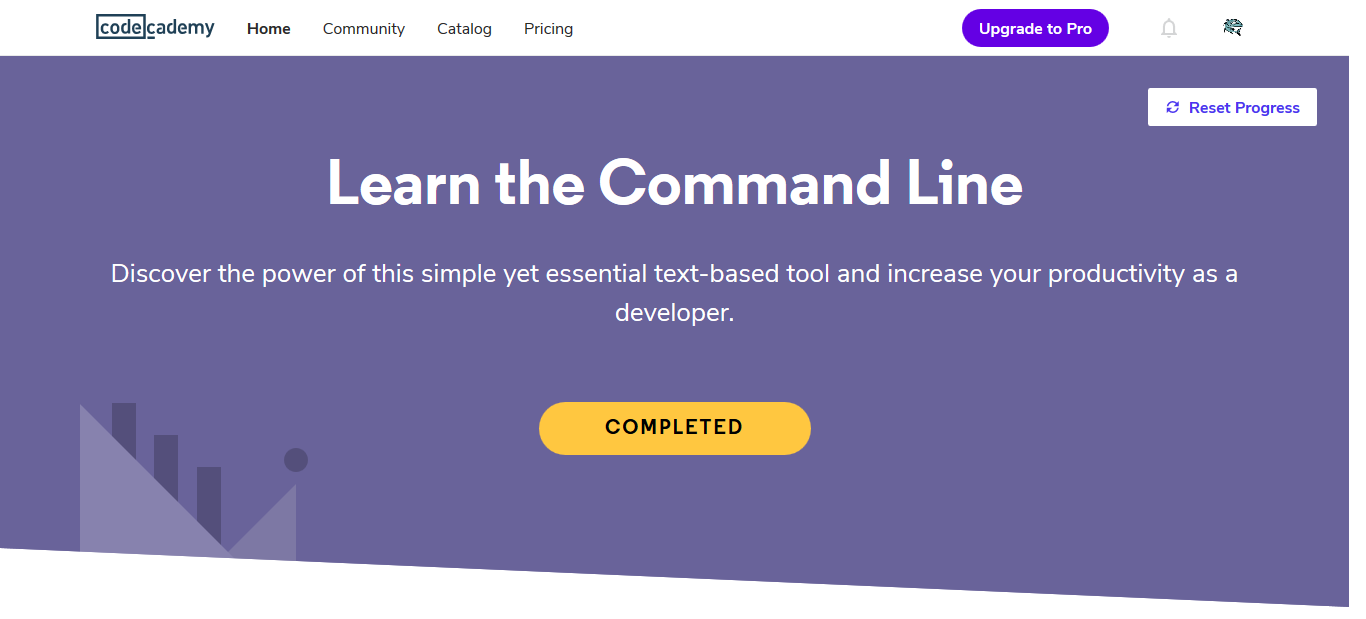 codecademy Home Community Catalog Pricing Upgrade to Pro
Reset Progress
Learn the Command Line
Discover the power of this simple yet essential text-based tool and increase your productivity as a
developer.
COMPLETED